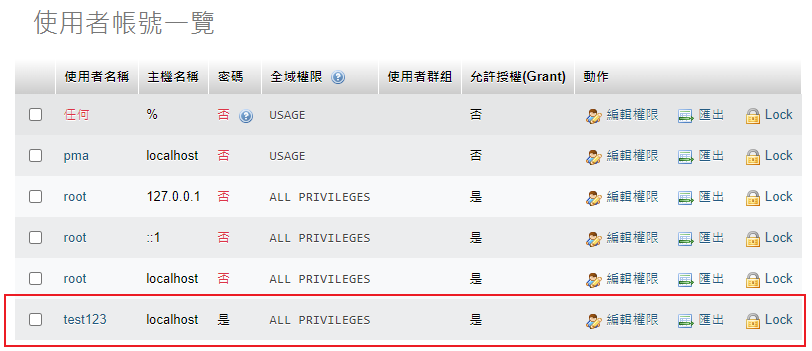 使用者帳號一覽
使用者名稱 主機名稱 密碼 全域權限 使用者群組 允許授權(Grant) 動作
任何 % 否 USAGE 否 編輯權限 匯出 Lock
pma localhost 否 USAGE 否 編輯權限 匯出 Lock
root 127.0.0.1 否 ALL PRIVILEGES 是 編輯權限 匯出 Lock
root ::1 否 ALL PRIVILEGES 是 編輯權限 匯出 Lock
root localhost 否 ALL PRIVILEGES 是 編輯權限 匯出 Lock
test123 localhost 是 ALL PRIVILEGES 是 編輯權限 匯出 Lock